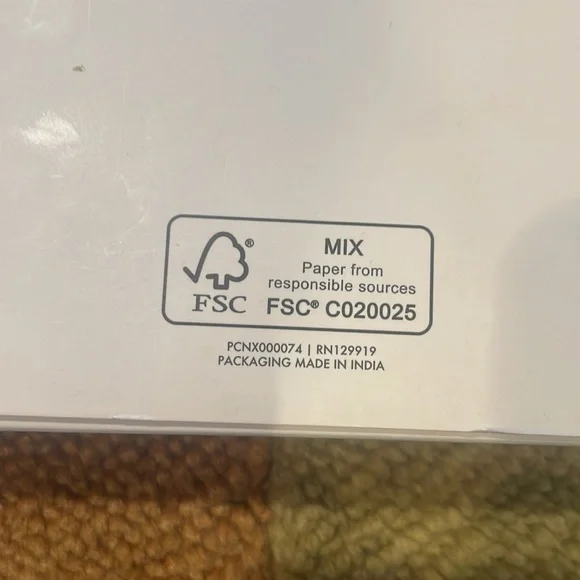 ®
FSC
MIX
Paper from
responsible sources
FSC® C020025
PCNX000074 | RN129919
PACKAGING MADE IN INDIA